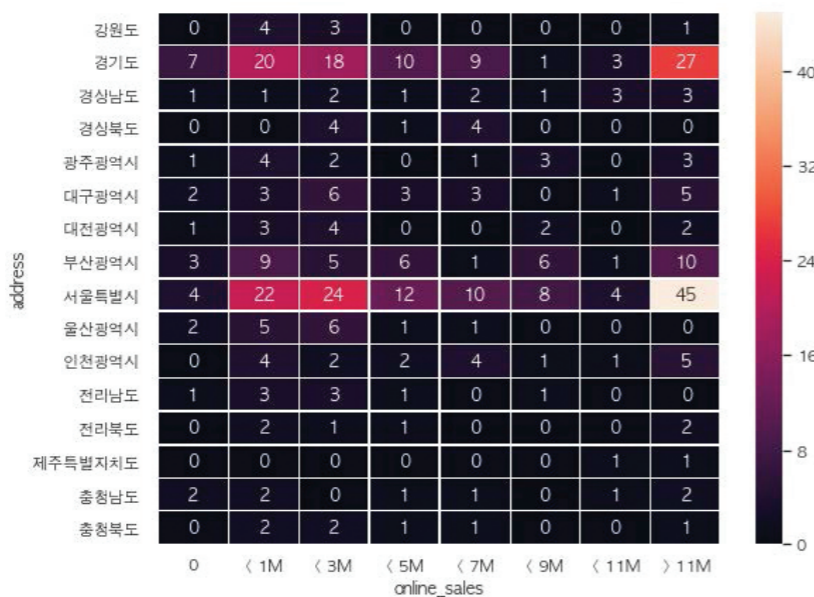 강원도 0 4 3 0 0 0 0 1
경기도 7 20 18 10 9 1 3 27
경상남도 1 1 2 1 2 1 3 3
경상북도 0 0 4 1 4 0 0 0
광주광역시 1 4 2 0 1 3 0 3
대구광역시 2 3 6 3 3 0 1 5
대전광역시 1 3 4 0 0 2 0 2
부산광역시 3 9 5 6 1 6 1 10
서울특별시 4 22 24 12 10 8 4 45
울산광역시 2 5 6 1 1 0 0 0
인천광역시 0 4 2 2 4 1 1 5
전라남도 1 3 3 1 0 1 0 0
전라북도 0 2 1 1 0 0 0 2
제주특별자치도 0 0 0 0 0 0 1 1
충청남도 2 2 0 1 1 0 1 2
충청북도 0 2 2 1 1 0 0 1
0 < 1M < 3M < 5M < 7M < 9M < 11M > 11M
online_sales
address
40
32
24
16
8
0